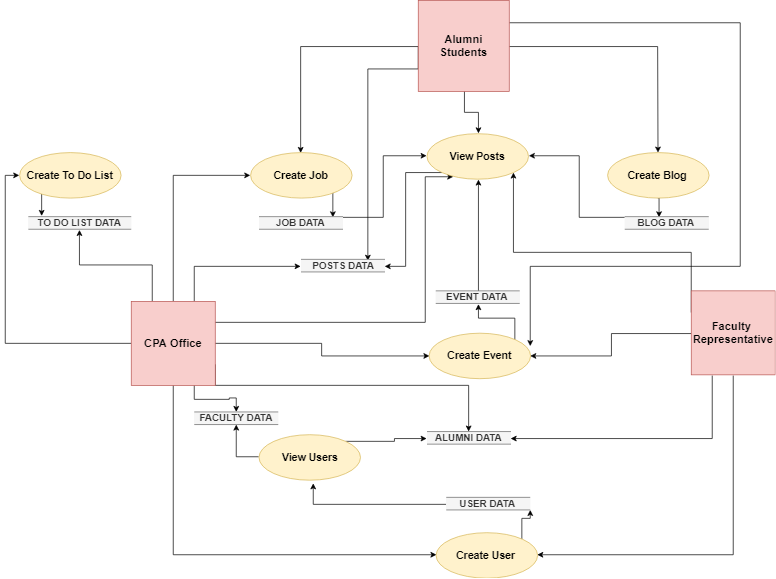 Alumni
Students
View Posts
Create To Do List
Create Job
Create Blog
TO DO LIST DATA
JOB DATA
BLOG DATA
POSTS DATA
EVENT DATA
CPA Office
Faculty
Representative
Create Event
FACULTY DATA
ALUMNI DATA
View Users
USER DATA
Create User